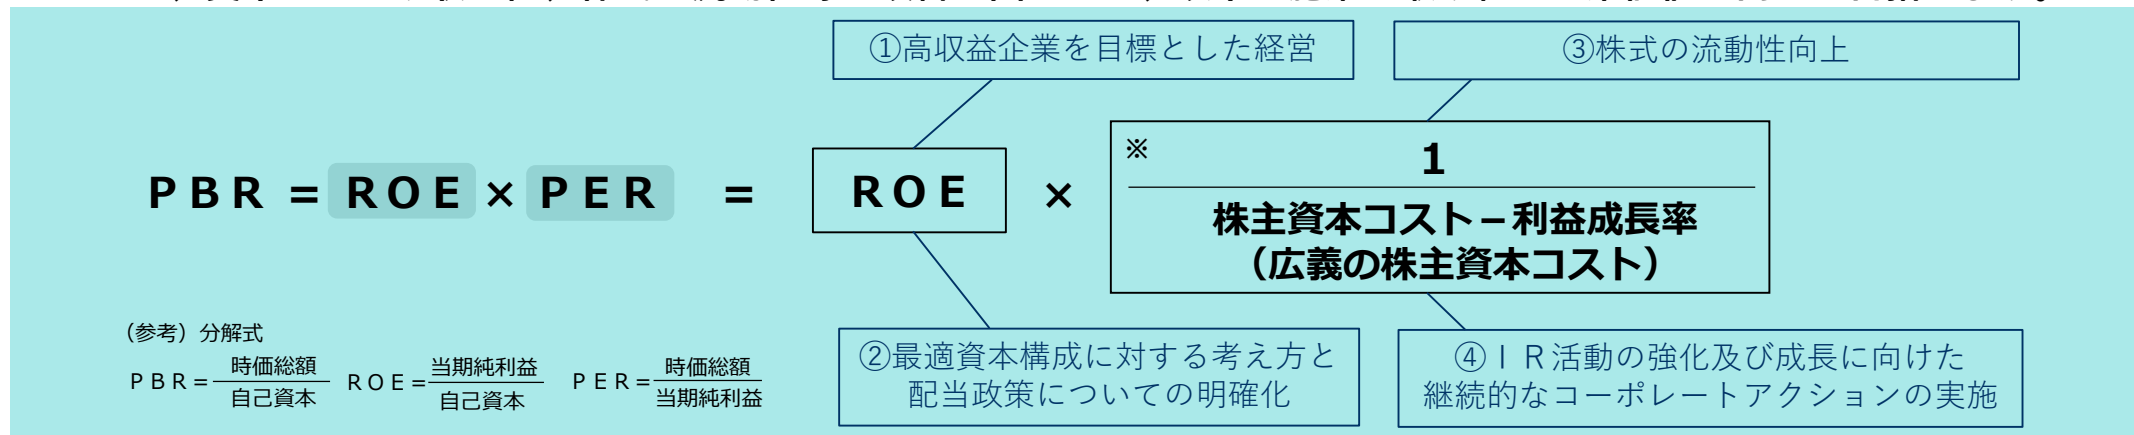 ①高収益企業を目標とした経営
③株式の流動性向上
PBR = ROE × PER = ROE ×
※
1
株主資本コスト－利益成長率
（広義の株主資本コスト）
（参考）分解式
PBR＝時価総額/自己資本 ROE＝当期純利益/自己資本 PER＝時価総額/当期純利益
②最適資本構成に対する考え方と
配当政策についての明確化
④ＩＲ活動の強化及び成長に向けた
継続的なコーポレートアクションの実施